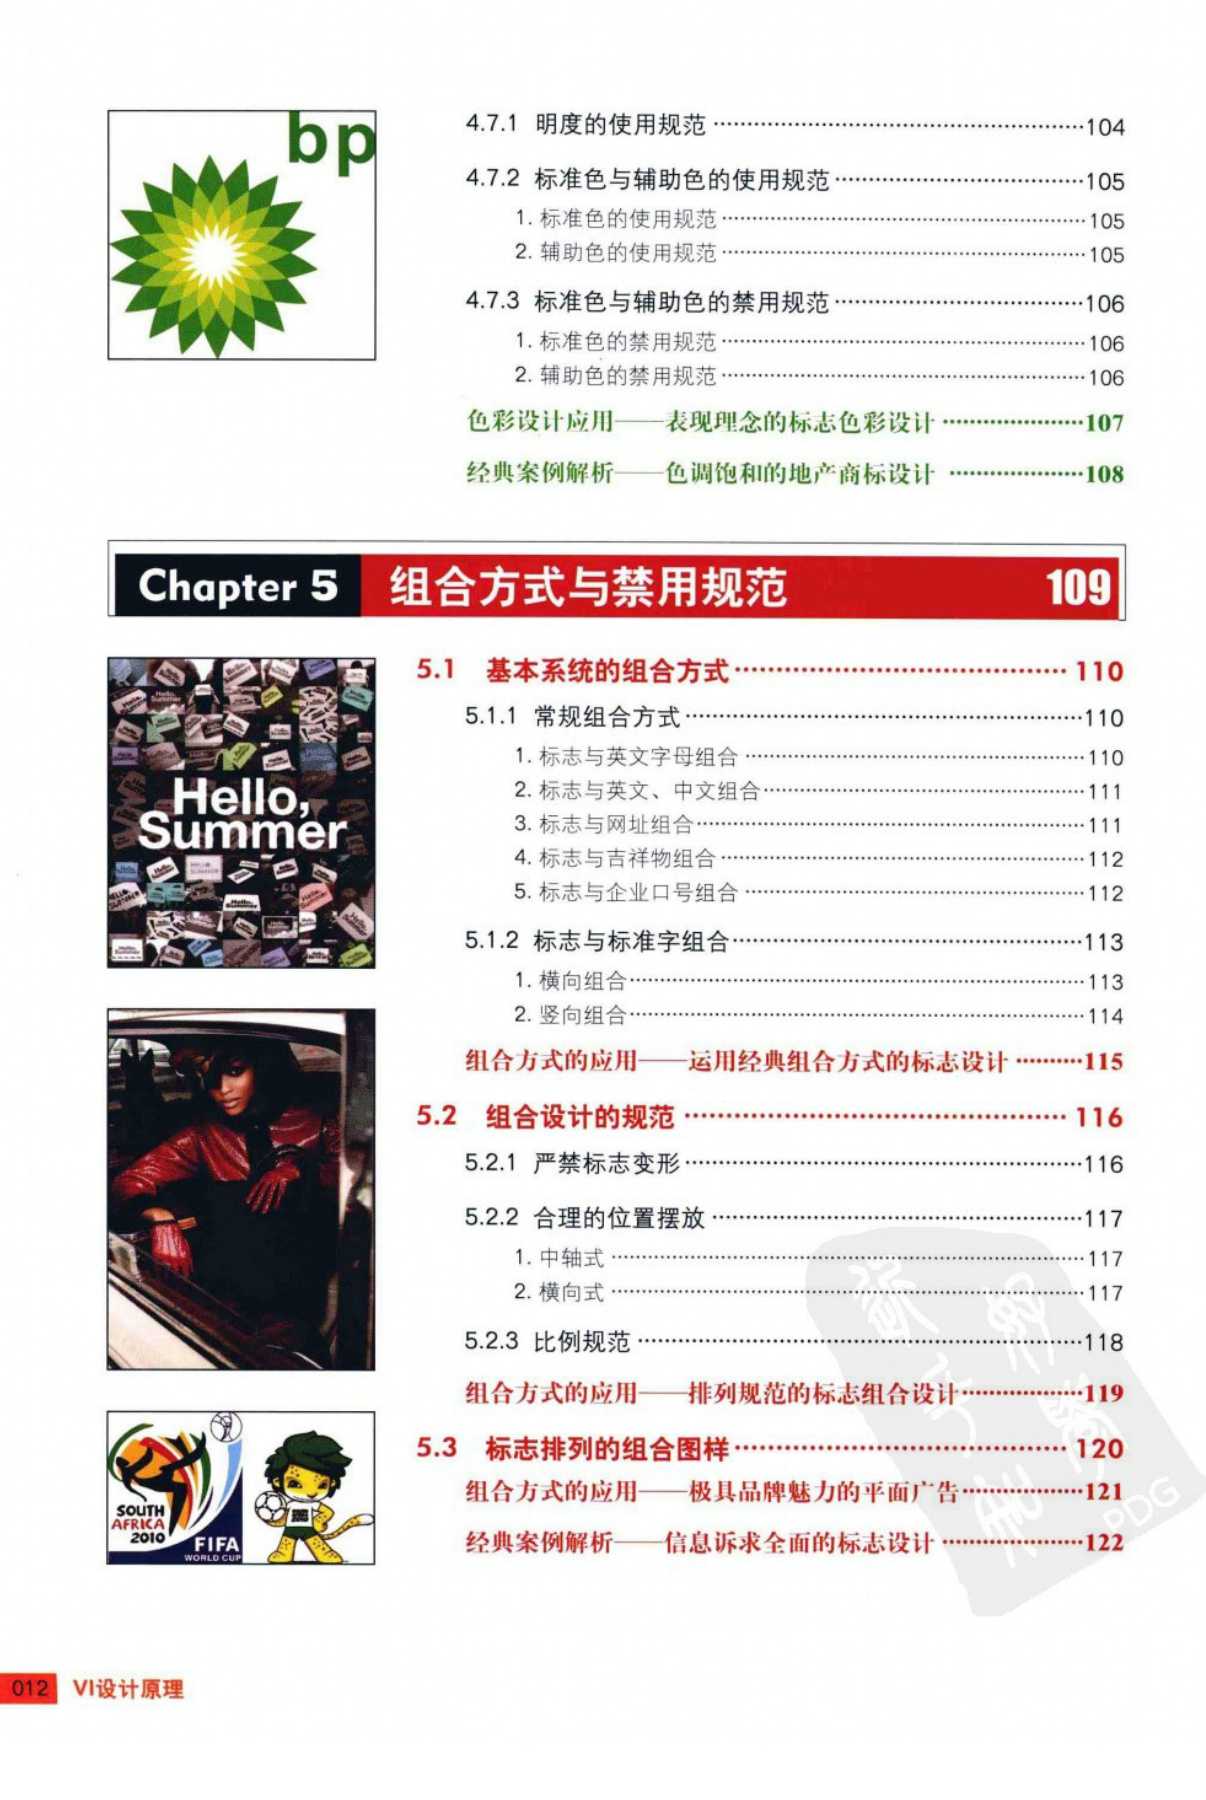 bp
4.7.1 明度的使用规范 ……………… 104
4.7.2 标准色与辅助色的使用规范 ……………… 105
1. 标准色的使用规范 ……………… 105
2. 辅助色的使用规范 ……………… 105
4.7.3 标准色与辅助色的禁用规范 ……………… 106
1. 标准色的禁用规范 ……………… 106
2. 辅助色的禁用规范 ……………… 106
色彩设计应用——表现理念的标志色彩设计 ……………… 107
经典案例解析——色调饱和的地产商标设计 ……………… 108
Chapter 5 组合方式与禁用规范 109
Hello,
Summer
5.1 基本系统的组合方式 ……………… 110
5.1.1 常规组合方式 ……………… 110
1. 标志与英文字母组合 ……………… 110
2. 标志与英文、中文组合 ……………… 111
3. 标志与网址组合 ……………… 111
4. 标志与吉祥物组合 ……………… 112
5. 标志与企业口号组合 ……………… 112
5.1.2 标志与标准字组合 ……………… 113
1. 横向组合 ……………… 113
2. 竖向组合 ……………… 114
组合方式的应用——运用经典组合方式的标志设计 ……… 115
5.2 组合设计的规范 ……………… 116
5.2.1 严禁标志变形 ……………… 116
5.2.2 合理的位置摆放 ……………… 117
1. 中轴式 ……………… 117
2. 横向式 ……………… 117
5.2.3 比例规范 ……………… 118
组合方式的应用——排列规范的标志组合设计 ……………… 119
5.3 标志排列的组合图样 ……………… 120
组合方式的应用——极具品牌魅力的平面广告 ……………… 121
经典案例解析——信息诉求全面的标志设计 ……………… 122
SOUTH
AFRICA
2010
FIFA
WORLD CUP
PDG
012 VI设计原理